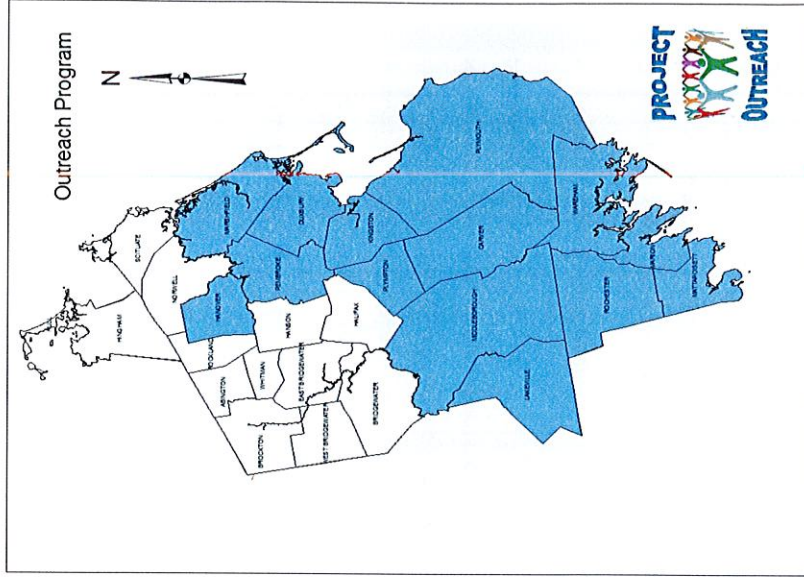 Outreach Program
N
HINGHAM
SCITUATE
NORWELL
ROCKLAND
HANOVER
MARSHFIELD
ABINGTON
BROCKTON
WHITMAN
PEMBROKE
DUXBURY
HANSON
EAST BRIDGEWATER
WEST BRIDGEWATER
HALIFAX
KINGSTON
BRIDGEWATER
PLYMPTON
PLYMOUTH
CARVER
MIDDLEBOROUGH
LAKEVILLE
WAREHAM
ROCHESTER
MARION
MATTAPOISETT
PROJECT
OUTREACH